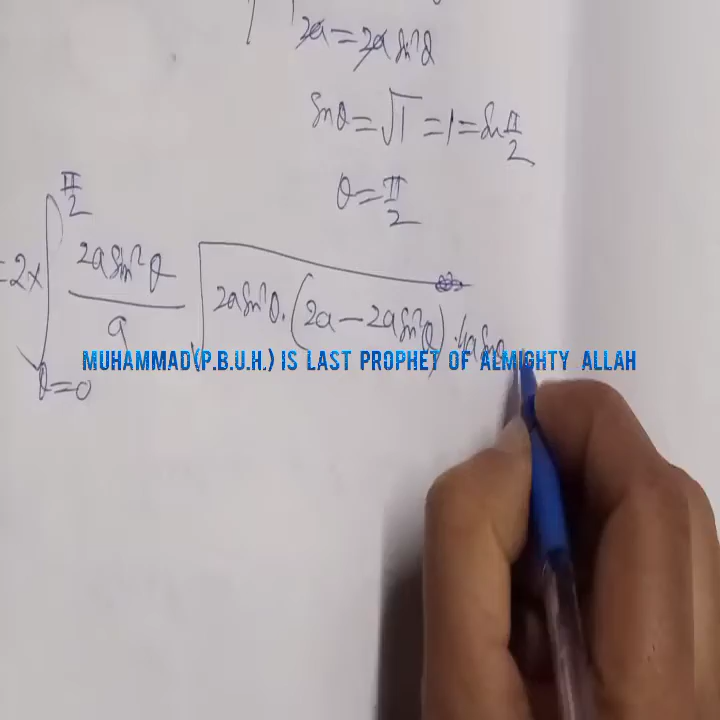 2a = 2a sin²θ
sinθ = √1 = 1 = sin π/2
θ = π/2
= 2 × ∫_{θ=0}^{π/2} 2a sin²θ / a √2a sin²θ · (2a − 2a sin²θ) · 4a sinθ
MUHAMMAD(P.B.U.H.) IS LAST PROPHET OF ALMIGHTY ALLAH